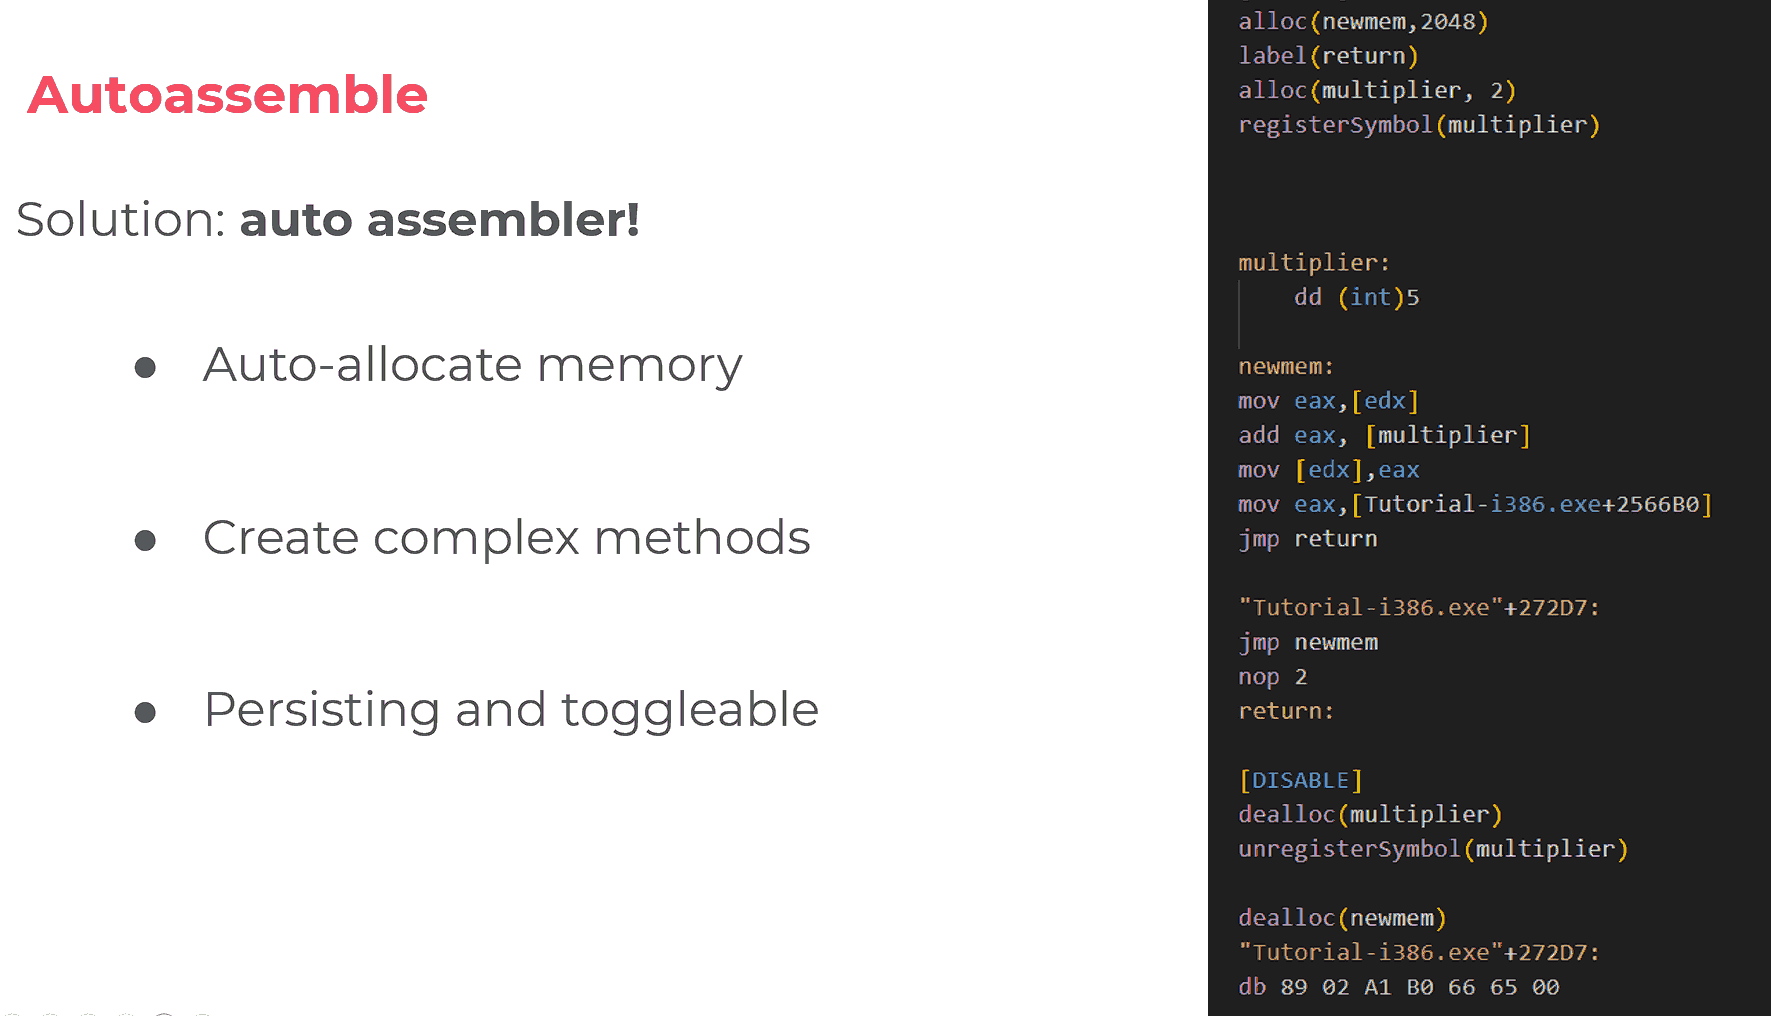 Autoassemble
Solution: auto assembler!
● Auto-allocate memory
● Create complex methods
● Persisting and toggleable
alloc(newmem,2048)
label(return)
alloc(multiplier, 2)
registerSymbol(multiplier)
multiplier:
dd (int)5
newmem:
mov eax,[edx]
add eax, [multiplier]
mov [edx],eax
mov eax,[Tutorial-i386.exe+2566B0]
jmp return
"Tutorial-i386.exe"+272D7:
jmp newmem
nop 2
return:
[DISABLE]
dealloc(multiplier)
unregisterSymbol(multiplier)
dealloc(newmem)
"Tutorial-i386.exe"+272D7:
db 89 02 A1 B0 66 65 00